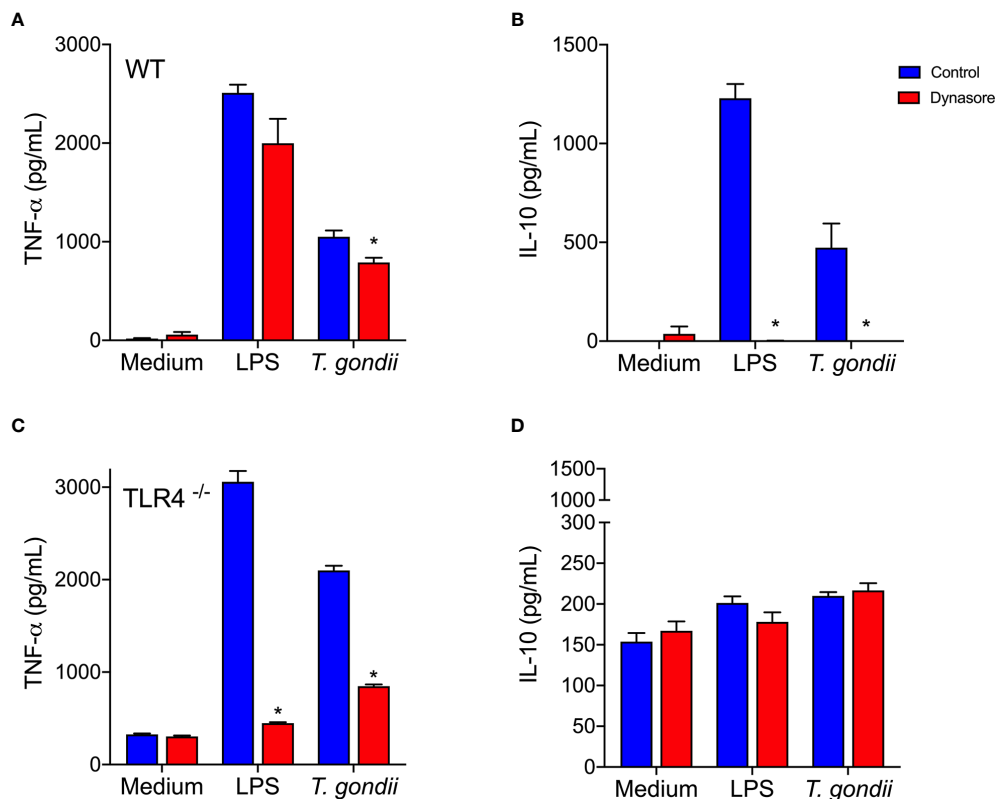 A
WT
TNF-α (pg/mL)
3000
2000
1000
0
Medium LPS T. gondii
*
B
IL-10 (pg/mL)
1500
1000
500
0
Medium LPS T. gondii
* *
Control
Dynasore
C
TLR4 -/-
TNF-α (pg/mL)
3000
2000
1000
0
Medium LPS T. gondii
* *
D
IL-10 (pg/mL)
1500
1000
300
250
200
150
100
50
0
Medium LPS T. gondii